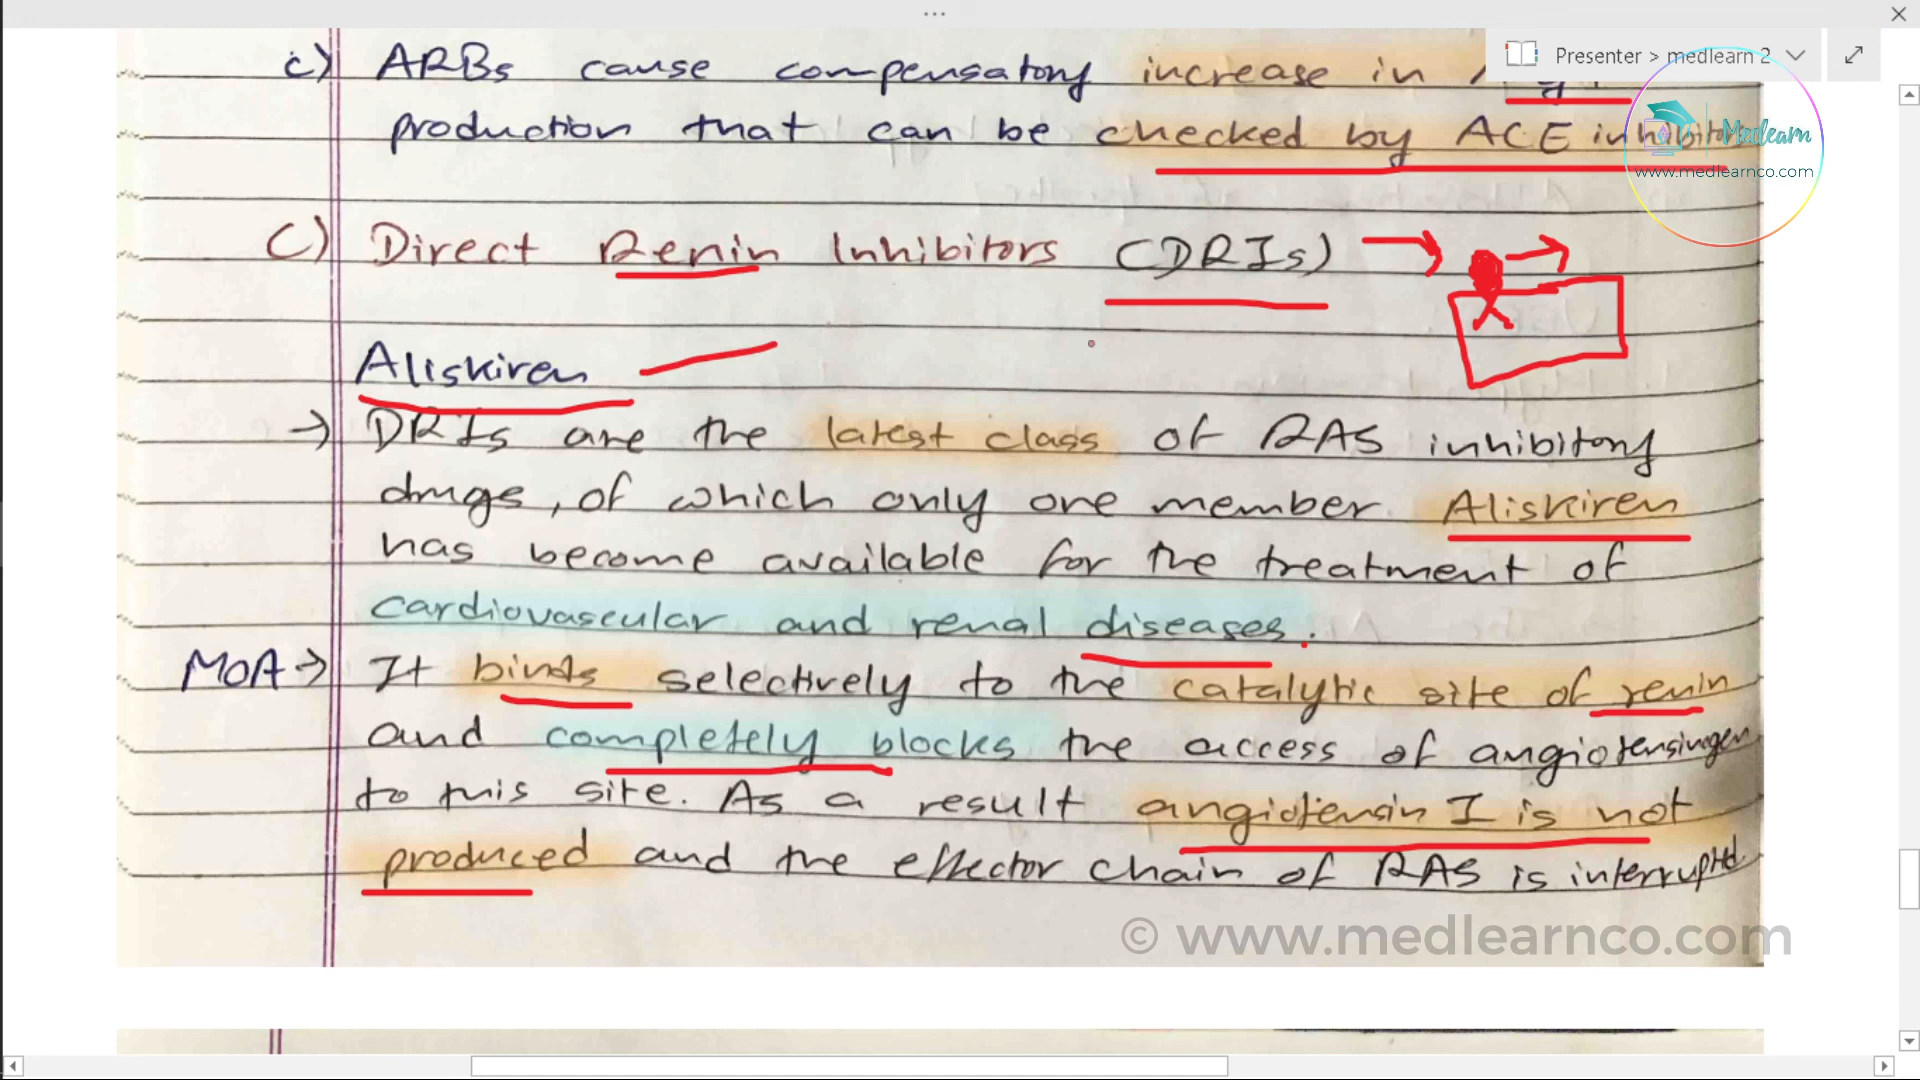 Presenter > medlearn 2
c) ARBs cause compensatory increase in
production that can be checked by ACE inhibitor
Medlearn
www.medlearnco.com
C) Direct Renin Inhibitors (DRIs)
Aliskiren
→ DRIs are the latest class of RAS inhibitory
drugs, of which only one member Aliskiren
has become available for the treatment of
cardiovascular and renal diseases.
MOA → It binds selectively to the catalytic site of renin
and completely blocks the access of angiotensinogen
to this site. As a result angiotensin I is not
produced and the effector chain of RAS is interrupted
© www.medlearnco.com